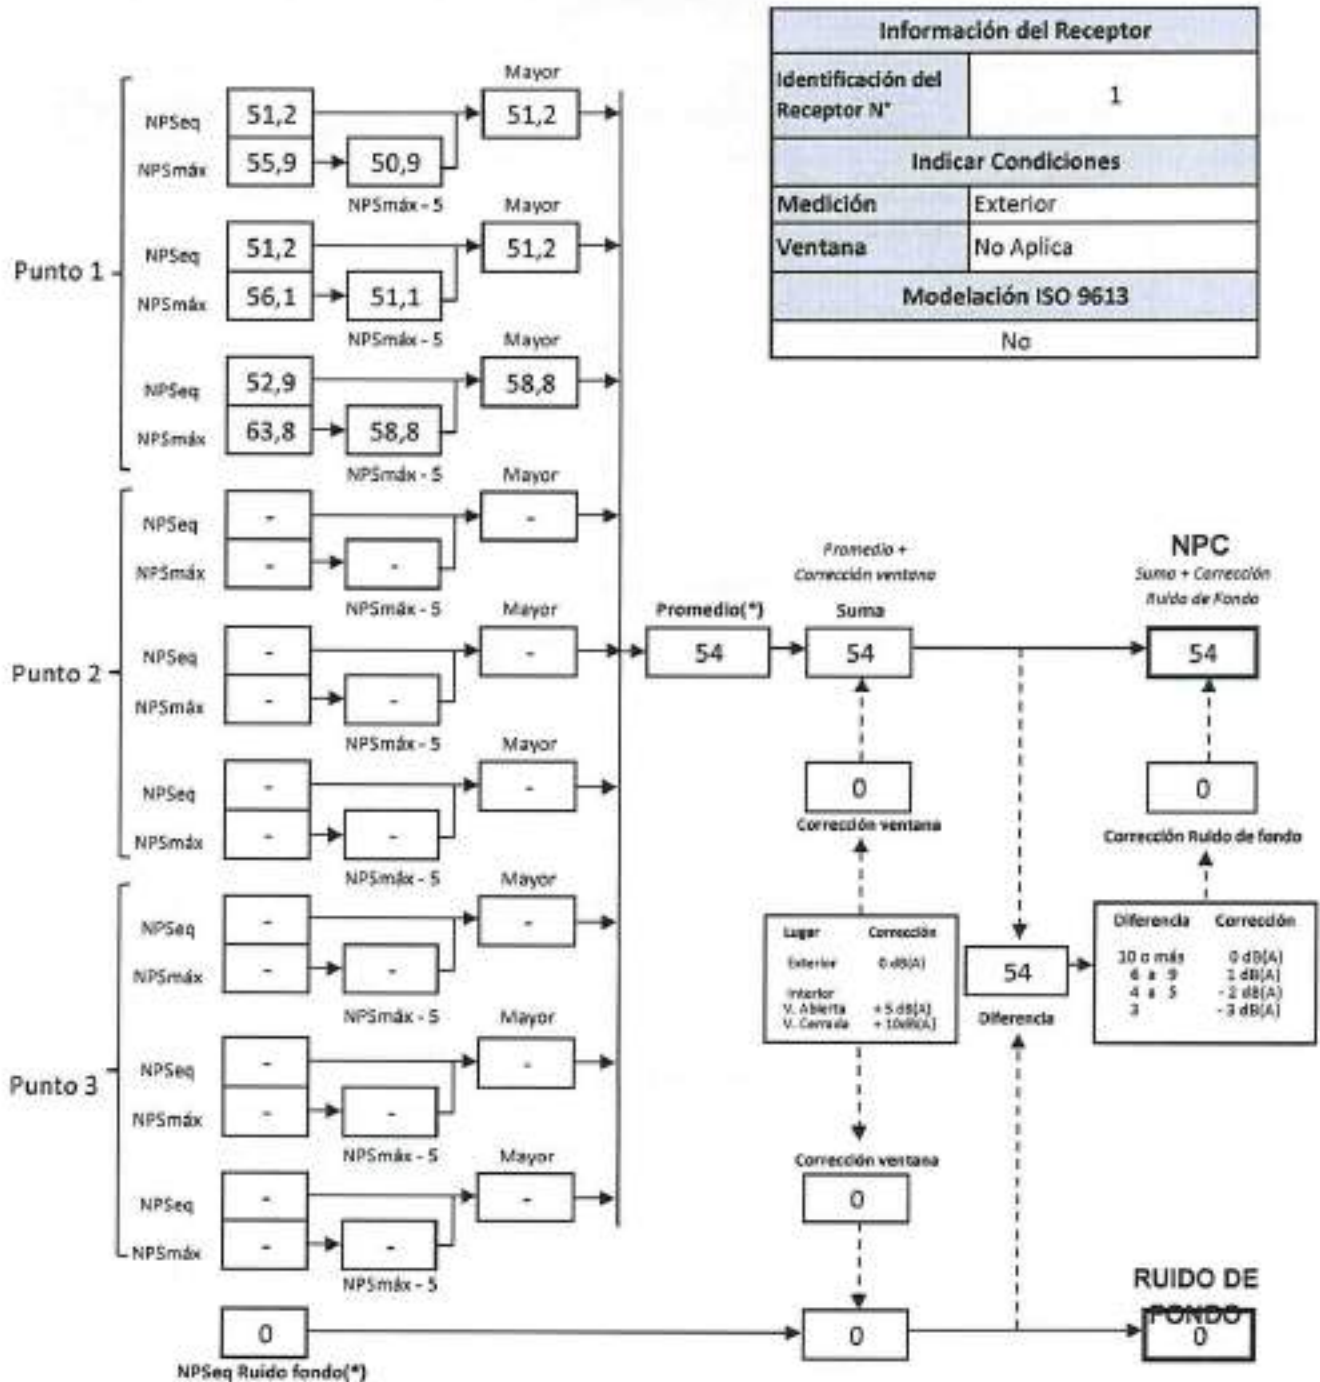 Información del Receptor
Identificación del Receptor N° 1
Indicar Condiciones
Medición Exterior
Ventana No Aplica
Modelación ISO 9613
No
Punto 1
Mayor
NPSeq 51,2 51,2
NPSmáx 55,9 50,9
NPSmáx - 5
Mayor
NPSeq 51,2 51,2
NPSmáx 56,1 51,1
NPSmáx - 5
Mayor
NPSeq 52,9 58,8
NPSmáx 63,8 58,8
NPSmáx - 5
Punto 2
Mayor
NPSeq - -
NPSmáx - -
NPSmáx - 5
Mayor
NPSeq - -
NPSmáx - -
NPSmáx - 5
Mayor
NPSeq - -
NPSmáx - -
NPSmáx - 5
Punto 3
Mayor
NPSeq - -
NPSmáx - -
NPSmáx - 5
Mayor
NPSeq - -
NPSmáx - -
NPSmáx - 5
Mayor
NPSeq - -
NPSmáx - -
NPSmáx - 5
Promedio(*)
54
Promedio +
Corrección ventana
Suma
54
NPC
Suma + Corrección
Ruido de Fondo
54
0
Corrección ventana
0
Corrección Ruido de fondo
Lugar Corrección
Exterior 0 dB(A)
Interior
V. Abierta + 5 dB(A)
V. Cerrada + 10dB(A)
54
Diferencia
Diferencia Corrección
10 o más 0 dB(A)
6 a 9 1 dB(A)
4 a 5 - 2 dB(A)
3 - 3 dB(A)
Corrección ventana
0
RUIDO DE
FONDO
0 0 0
NPSeq Ruido fondo(*)